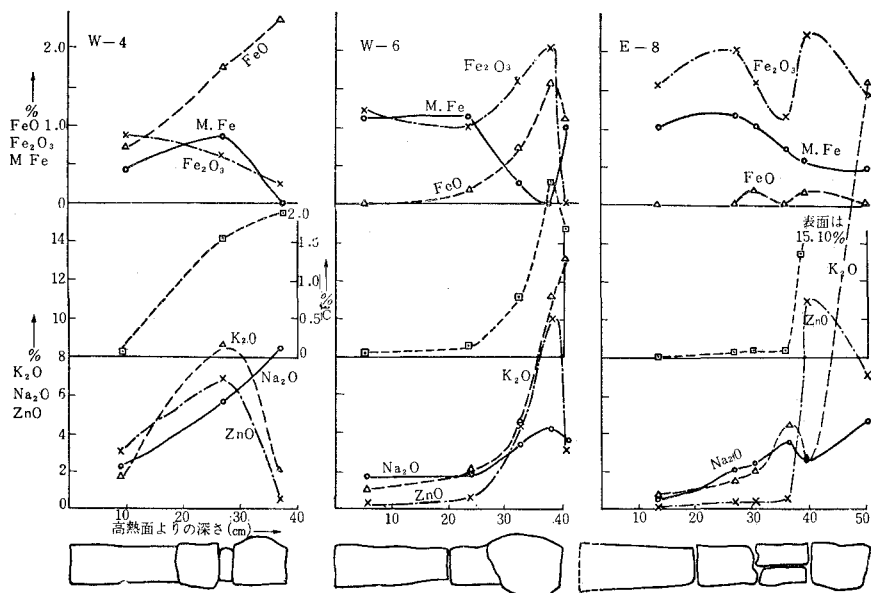 W-4
W-6
E-8
2.0
1.0
0
%
FeO
Fe₂O₃
M Fe
FeO
M.Fe
Fe₂O₃
Fe₂O₃
M.Fe
FeO
Fe₂O₃
M.Fe
FeO
14
12
10
8
6
4
2
0
2.0
1.5
1.0
0.5
0
%
K₂O
Na₂O
ZnO
K₂O
Na₂O
ZnO
K₂O
Na₂O
ZnO
表面は
15.10%
K₂O
ZnO
Na₂O
10
20
30
40
高熱面よりの深さ(cm)
10
20
30
40
10
20
30
40
50